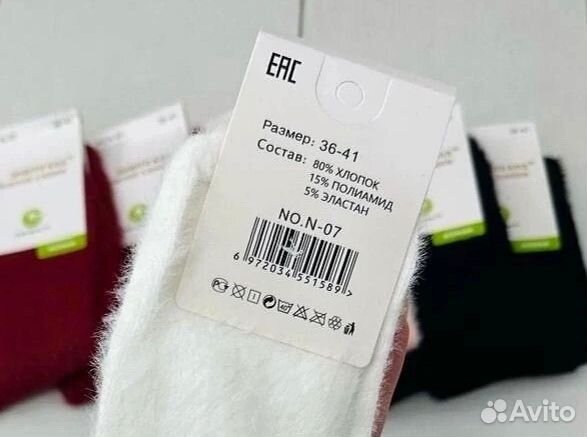 EAC
Размер: 36-41
Состав: 80% ХЛОПОК
15% ПОЛИАМИД
5% ЭЛАСТАН
NO.N-07
6 972034 551589 >
Avito